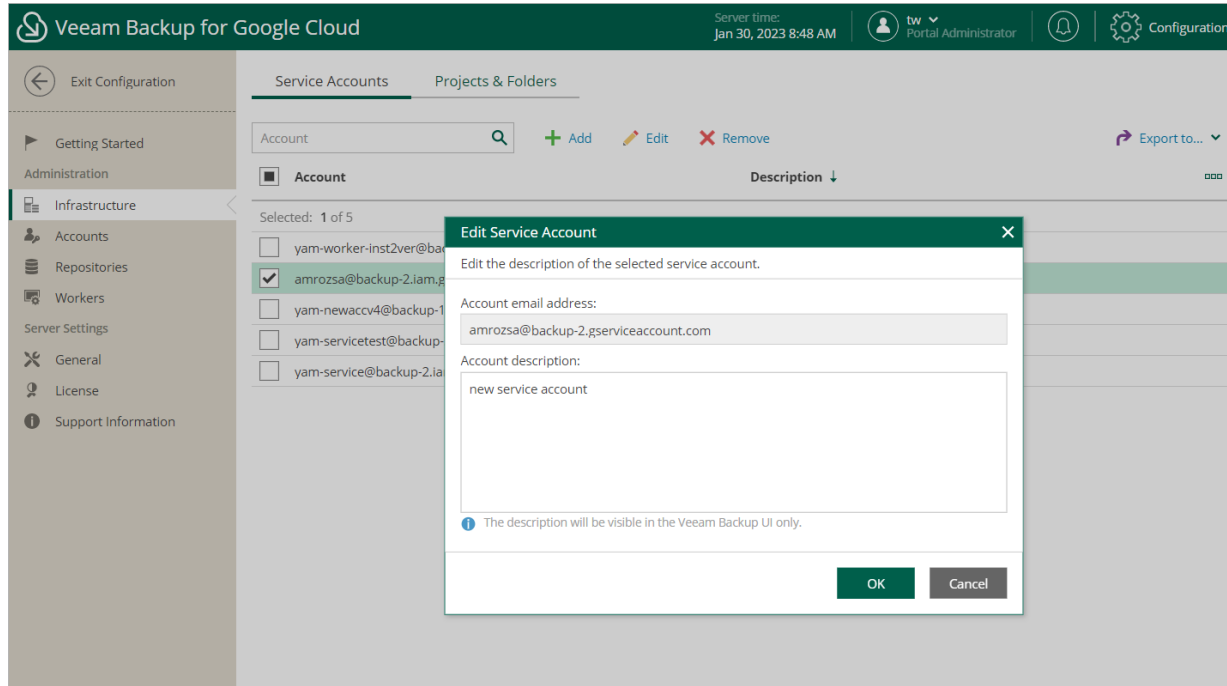 Veeam Backup for Google Cloud
Server time:
Jan 30, 2023 8:48 AM
tw
Portal Administrator
Configuration
Exit Configuration
Getting Started
Administration
Infrastructure
Accounts
Repositories
Workers
Server Settings
General
License
Support Information
Service Accounts
Projects & Folders
Account
Add
Edit
Remove
Export to...
Account
Description
Selected: 1 of 5
yam-worker-inst2ver@bac
amrozsa@backup-2.iam.g
yam-newaccv4@backup-1
yam-servicetest@backup-
yam-service@backup-2.ia
Edit Service Account
Edit the description of the selected service account.
Account email address:
amrozsa@backup-2.gserviceaccount.com
Account description:
new service account
The description will be visible in the Veeam Backup UI only.
OK
Cancel